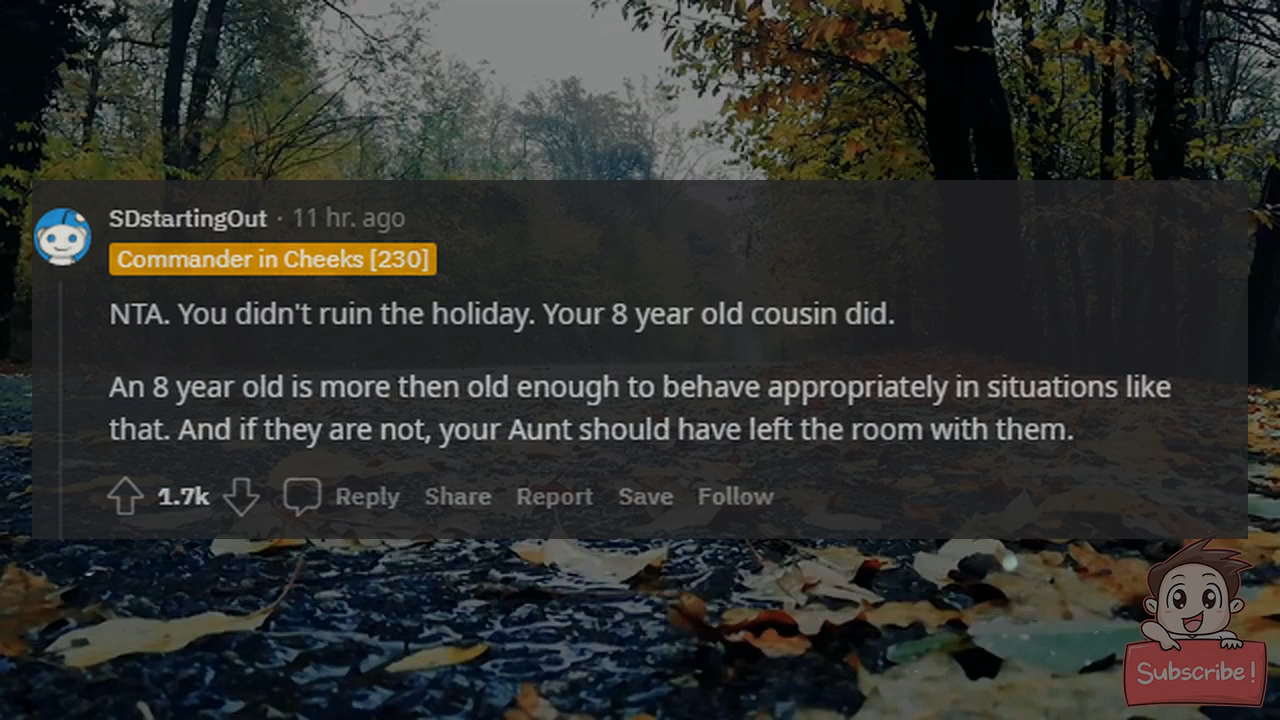 SDstartingOut · 11 hr. ago
Commander in Cheeks [230]
NTA. You didn't ruin the holiday. Your 8 year old cousin did.
An 8 year old is more then old enough to behave appropriately in situations like
that. And if they are not, your Aunt should have left the room with them.
1.7k Reply Share Report Save Follow
Subscribe!